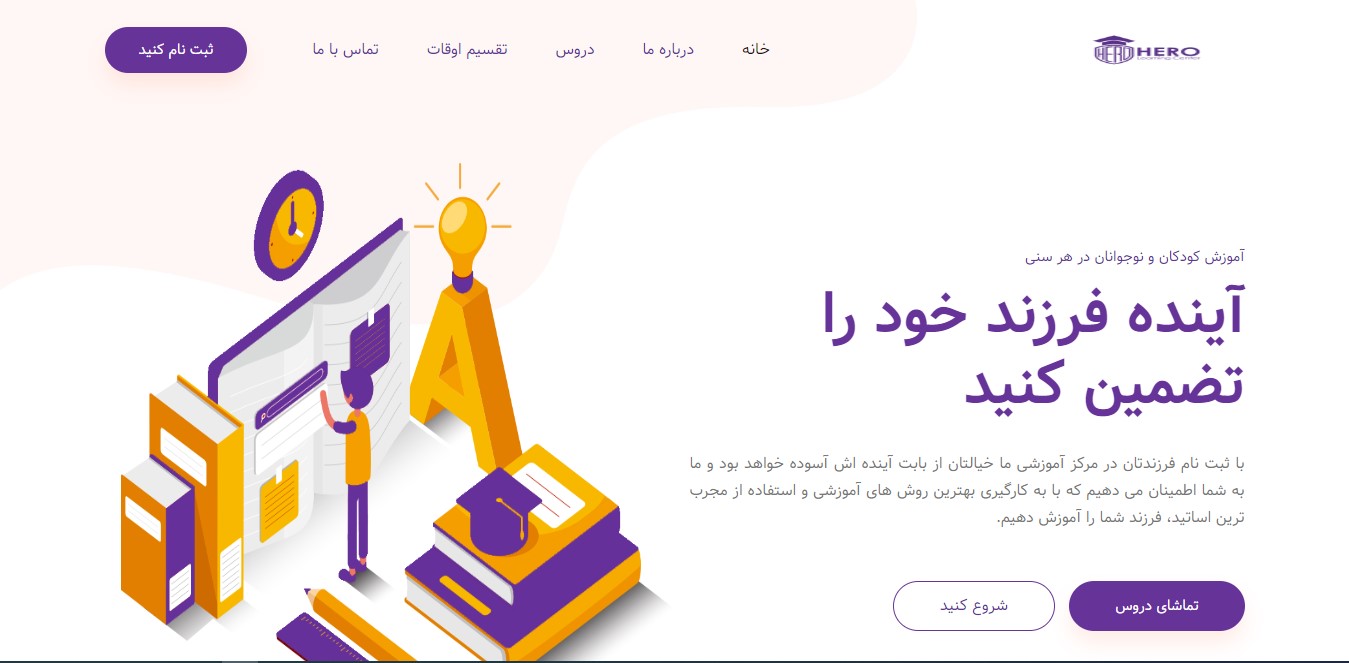 HERO
HERO
Learning Center
خانه
درباره ما
دروس
تقسیم اوقات
تماس با ما
ثبت نام کنید
آموزش کودکان و نوجوانان در هر سنی
آینده فرزند خود را
تضمین کنید
با ثبت نام فرزندتان در مرکز آموزشی ما خیالتان از بابت آینده اش آسوده خواهد بود و ما
به شما اطمینان می دهیم که با به کارگیری بهترین روش های آموزشی و استفاده از مجرب
ترین اساتید، فرزند شما را آموزش دهیم.
تماشای دروس
شروع کنید
A